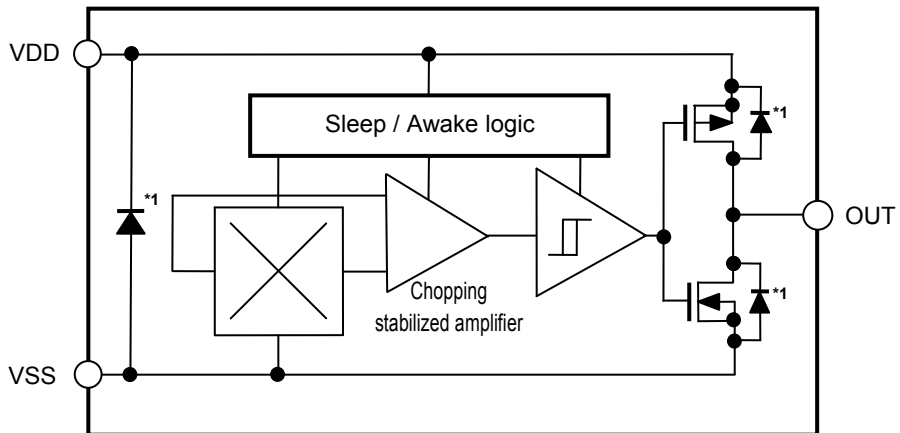 VDD
Sleep / Awake logic
*1
*1
OUT
Chopping
stabilized amplifier
*1
VSS